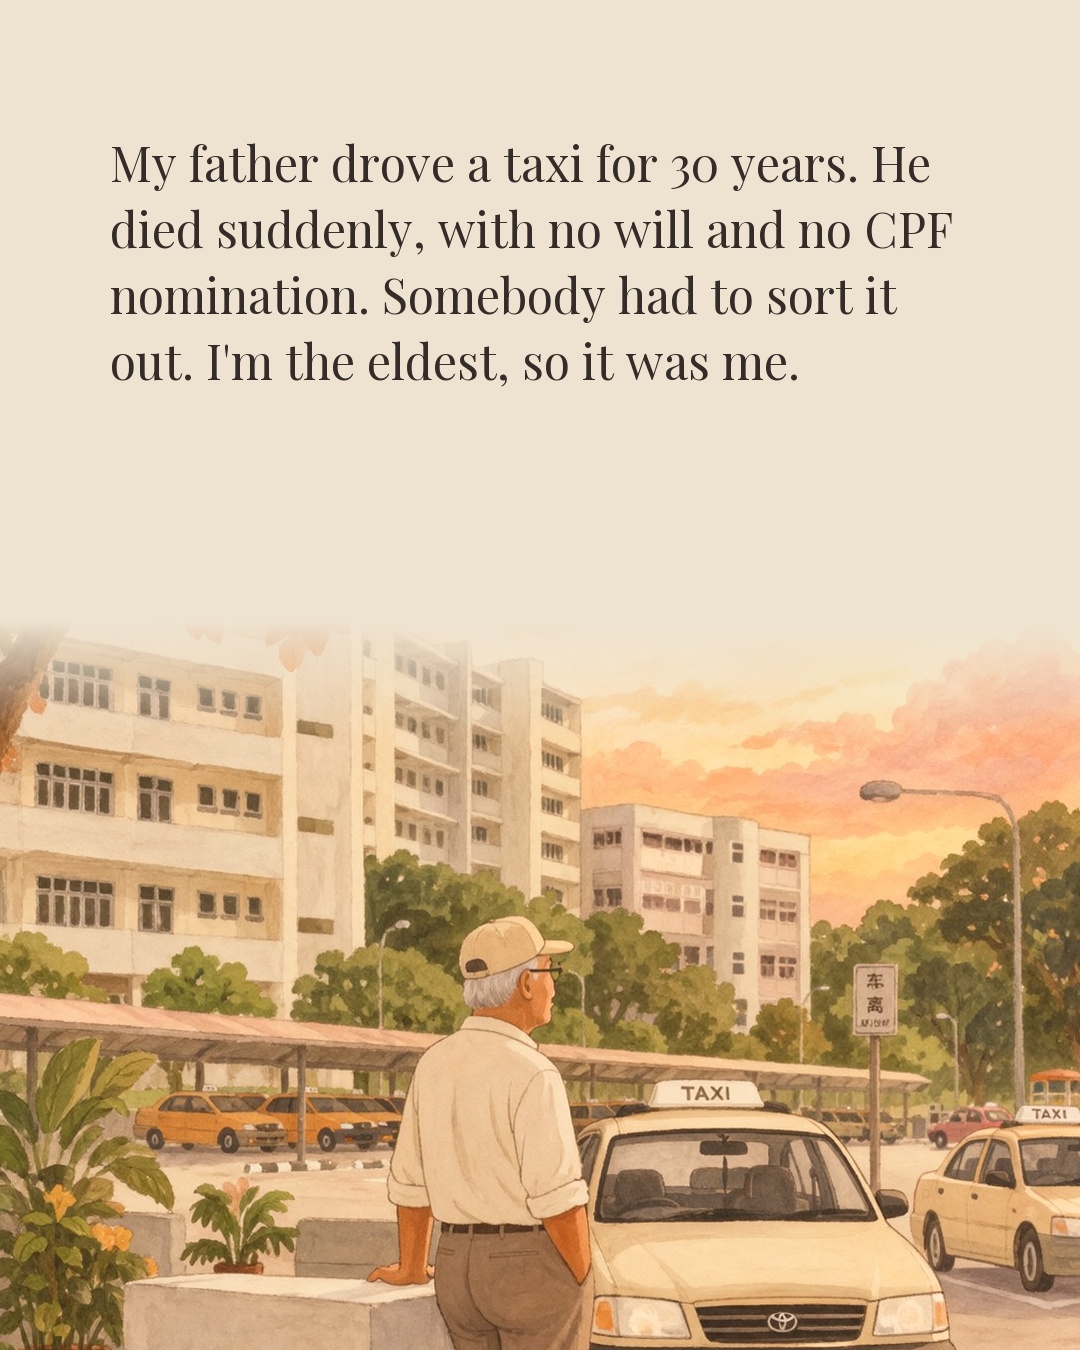 My father drove a taxi for 30 years. He
died suddenly, with no will and no CPF
nomination. Somebody had to sort it
out. I'm the eldest, so it was me.
TAXI
TAXI